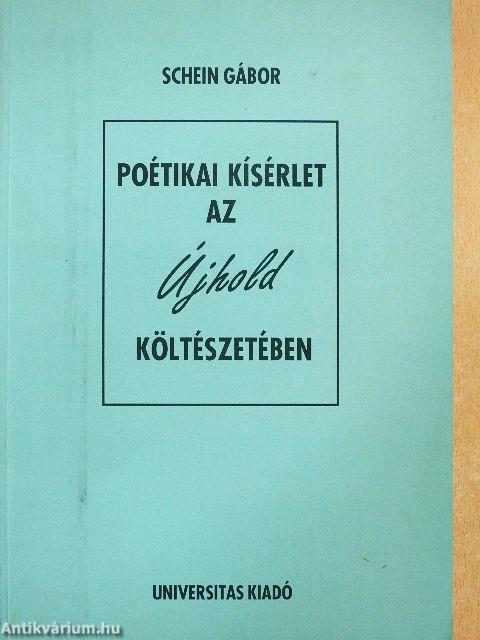 SCHEIN GÁBOR
POÉTIKAI KÍSÉRLET
AZ
Újhold
KÖLTÉSZETÉBEN
UNIVERSITAS KIADÓ
Antikvárium.hu